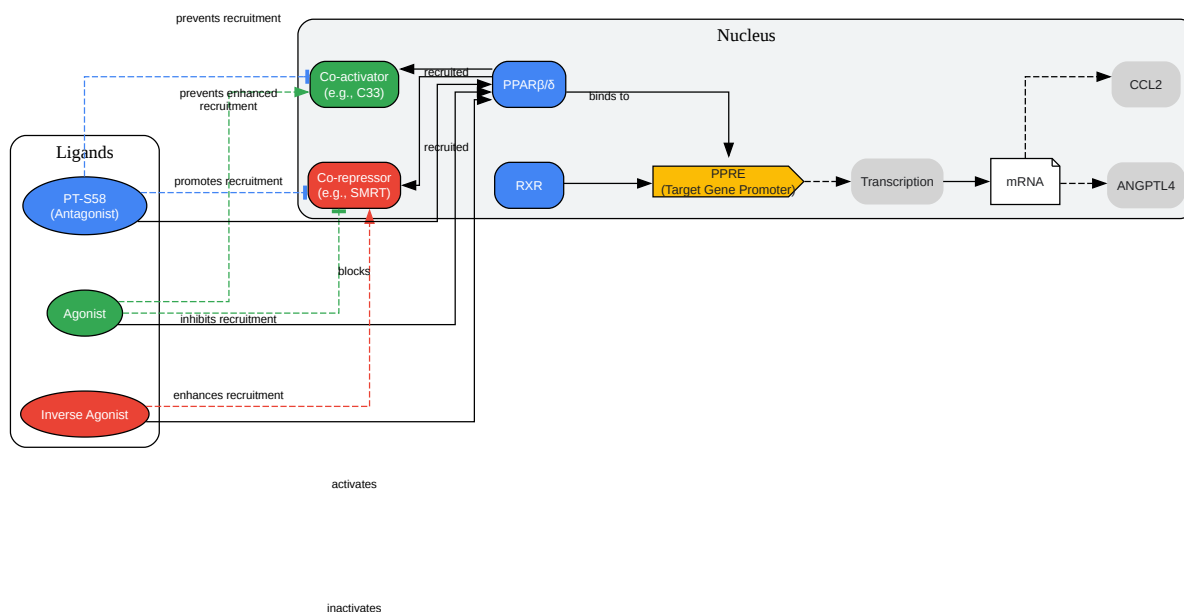 prevents recruitment
Nucleus
Co-activator
(e.g., C33)
recruited
PPARβ/δ
binds to
CCL2
prevents enhanced
recruitment
Ligands
PT-S58
(Antagonist)
promotes recruitment
Co-repressor
(e.g., SMRT)
recruited
RXR
PPRE
(Target Gene Promoter)
Transcription
mRNA
ANGPTL4
blocks
Agonist
inhibits recruitment
enhances recruitment
Inverse Agonist
activates
inactivates